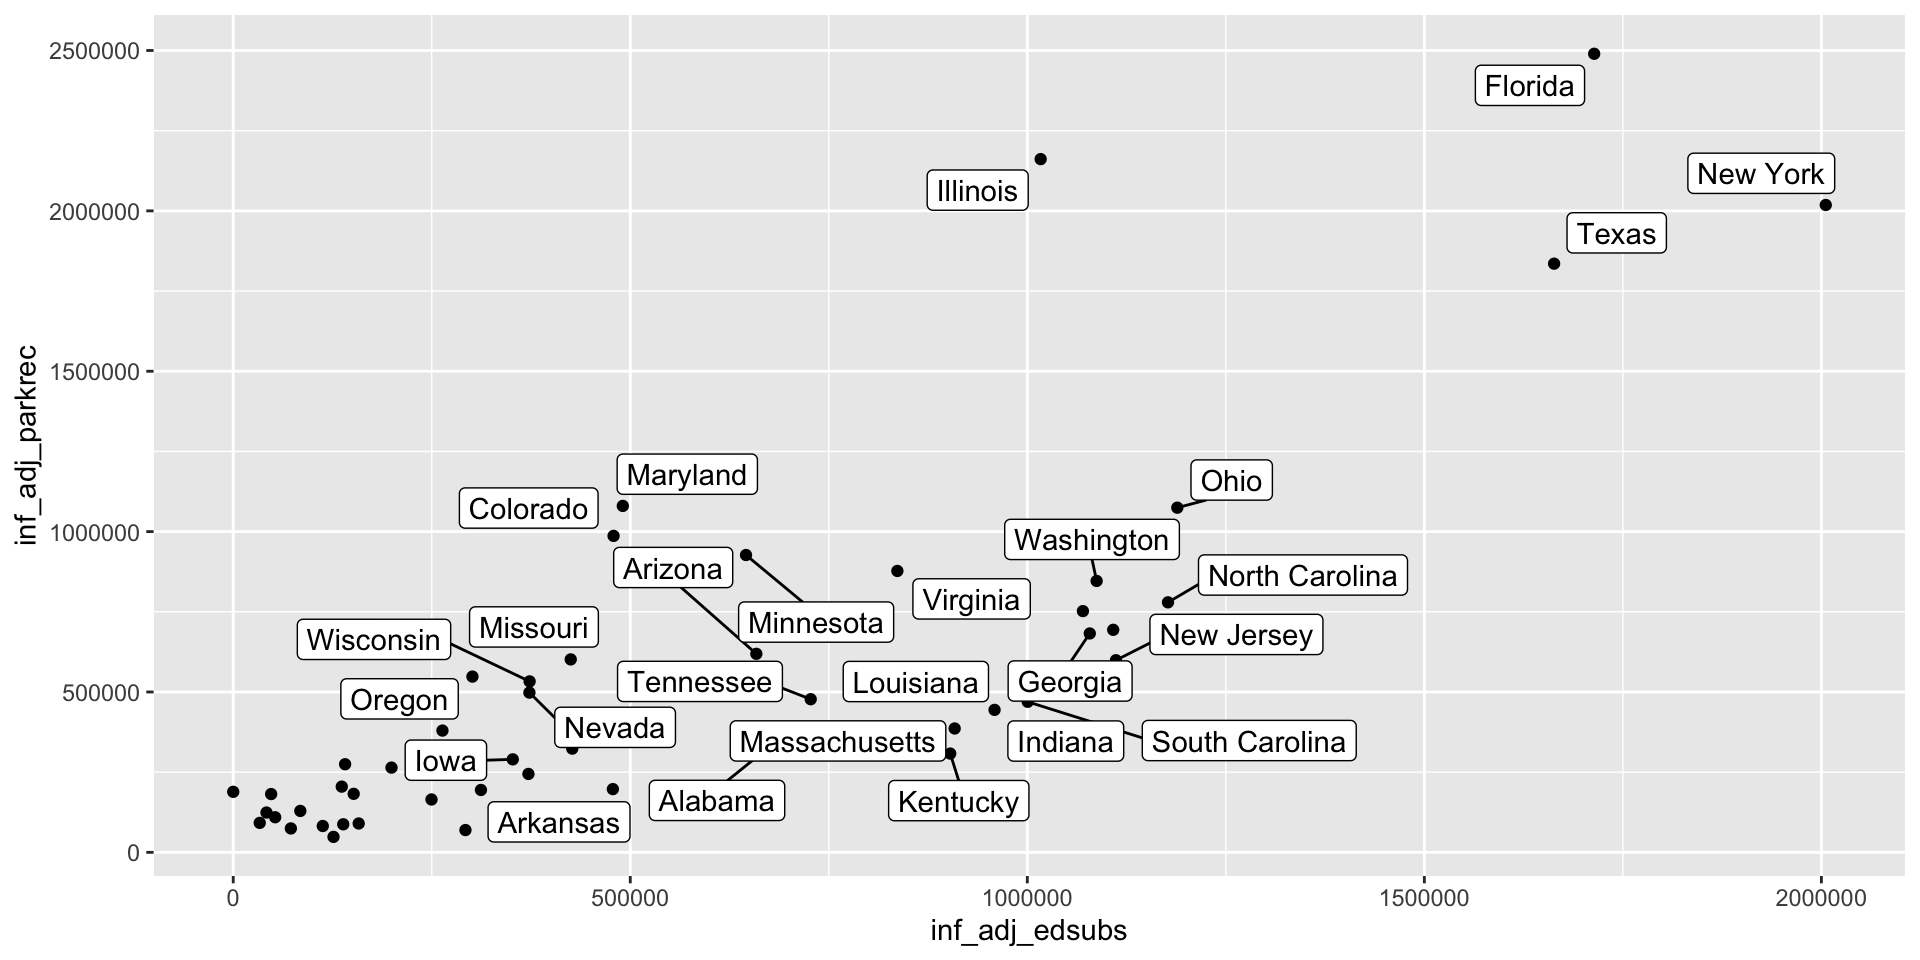 2500000
2000000
1500000
1000000
500000
0
inf_adj_parkrec
Florida
New York
Illinois
Texas
Maryland
Ohio
Colorado
Washington
Arizona
North Carolina
Virginia
Minnesota
Missouri
Wisconsin
New Jersey
Tennessee
Louisiana
Georgia
Oregon
Nevada
Massachusetts
Indiana
South Carolina
Iowa
Alabama
Kentucky
Arkansas
0
500000
1000000
1500000
2000000
inf_adj_edsubs